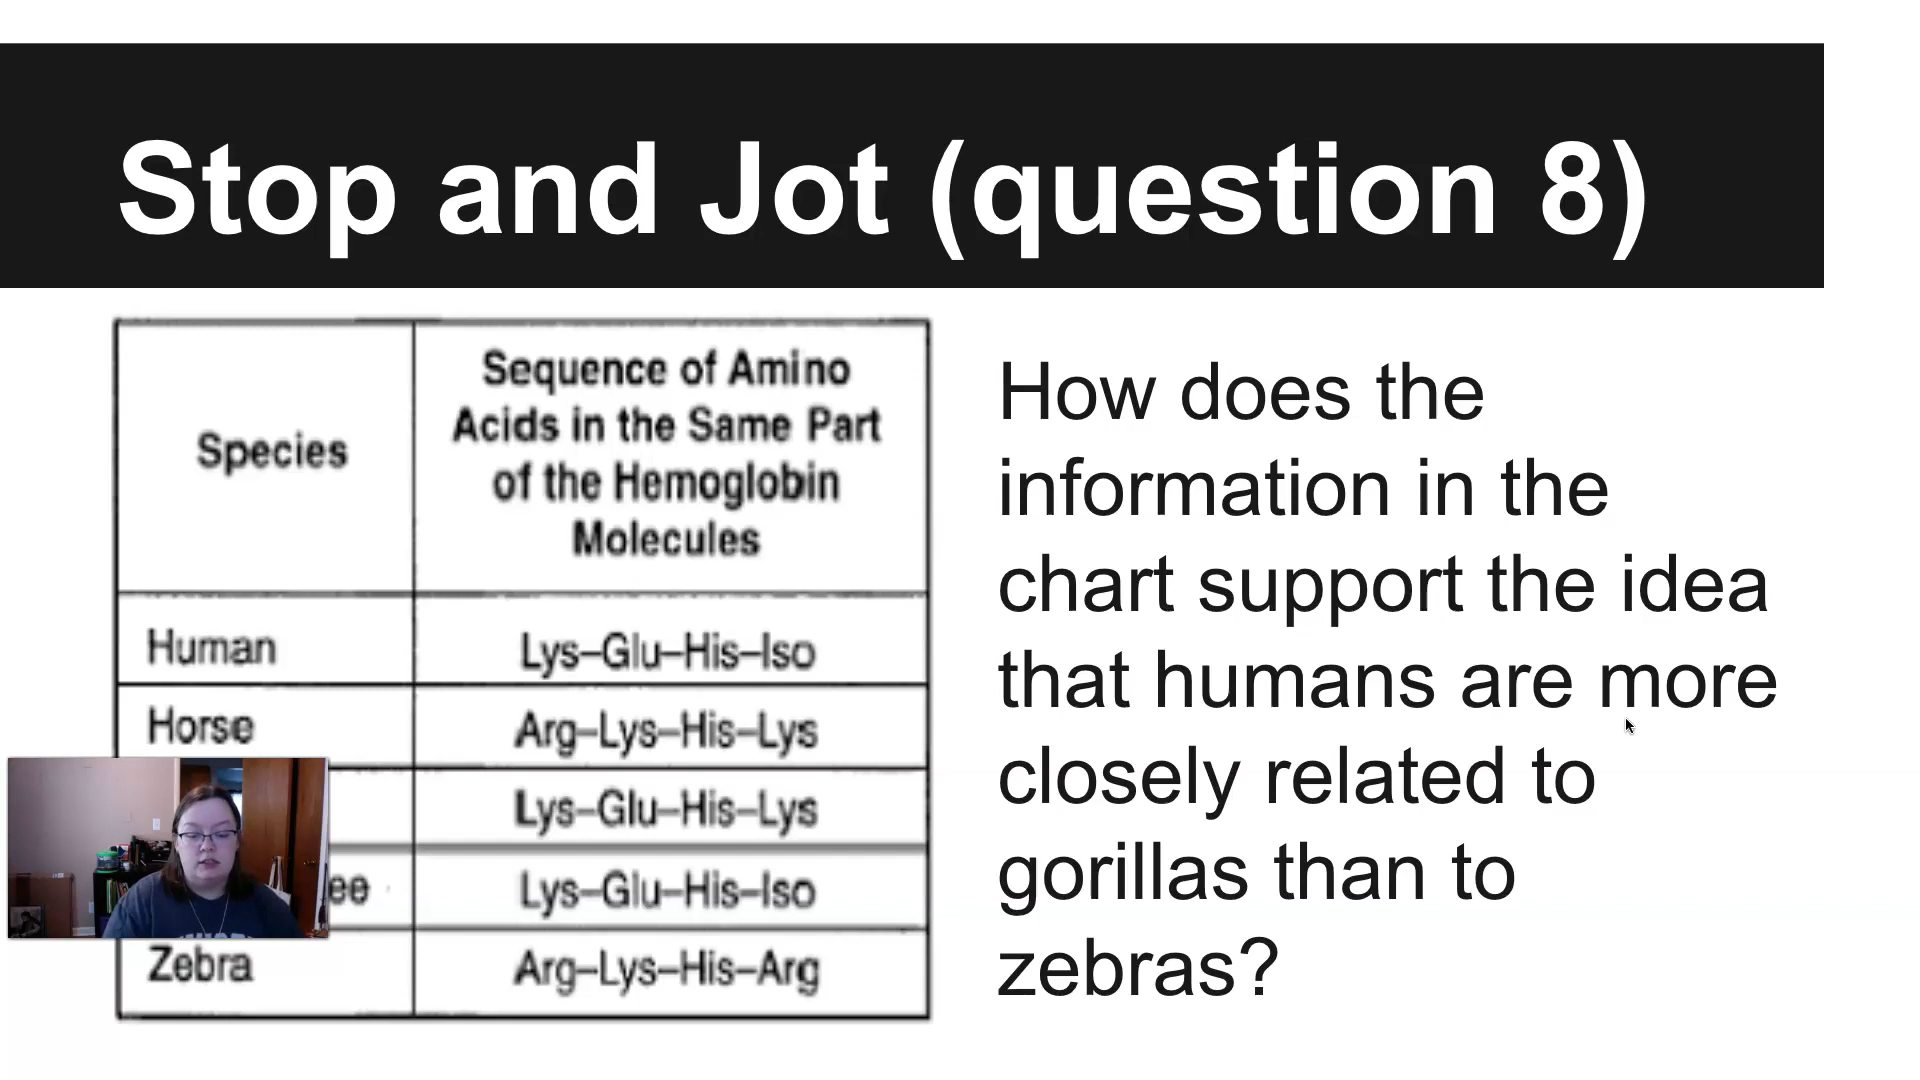 Stop and Jot (question 8)
Species
Sequence of Amino
Acids in the Same Part
of the Hemoglobin
Molecules
Human
Lys–Glu–His–Iso
Horse
Arg–Lys–His–Lys
Lys–Glu–His–Lys
ee
Lys–Glu–His–Iso
Zebra
Arg–Lys–His–Arg
How does the
information in the
chart support the idea
that humans are more
closely related to
gorillas than to
zebras?